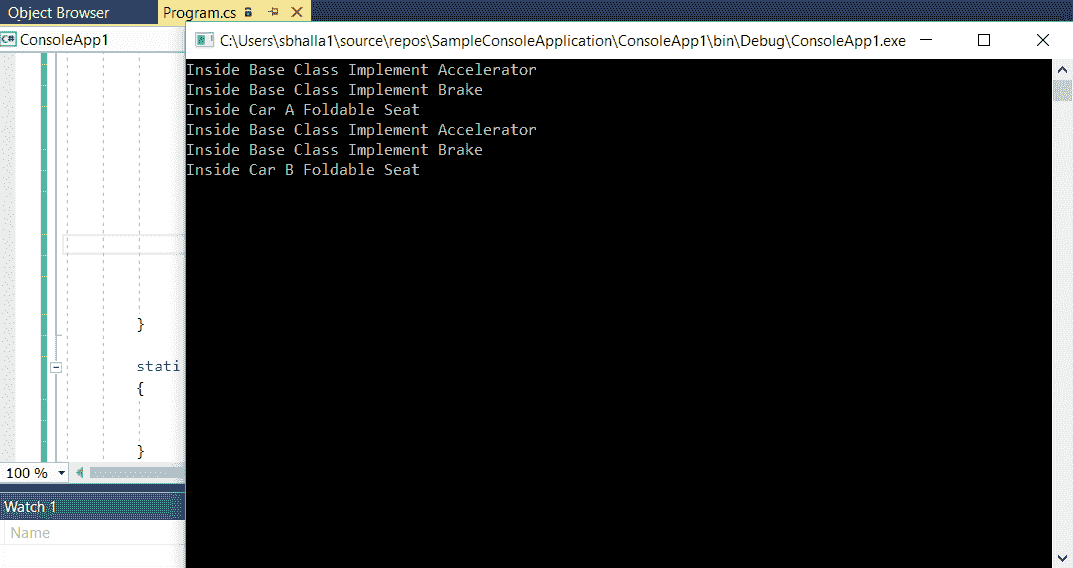 Object Browser
Program.cs
C# ConsoleApp1
C:\Users\sbhalla1\source\repos\SampleConsoleApplication\ConsoleApp1\bin\Debug\ConsoleApp1.exe
Inside Base Class Implement Accelerator
Inside Base Class Implement Brake
Inside Car A Foldable Seat
Inside Base Class Implement Accelerator
Inside Base Class Implement Brake
Inside Car B Foldable Seat
}
stati
{
}
100 %
Watch 1
Name